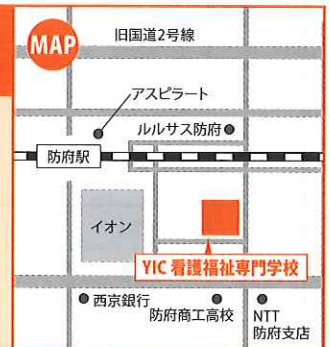 MAP
旧国道2号線
アスピラート
ルルサス防府
防府駅
イオン
YIC 看護福祉専門学校
西京銀行
防府商工高校
NTT
防府支店